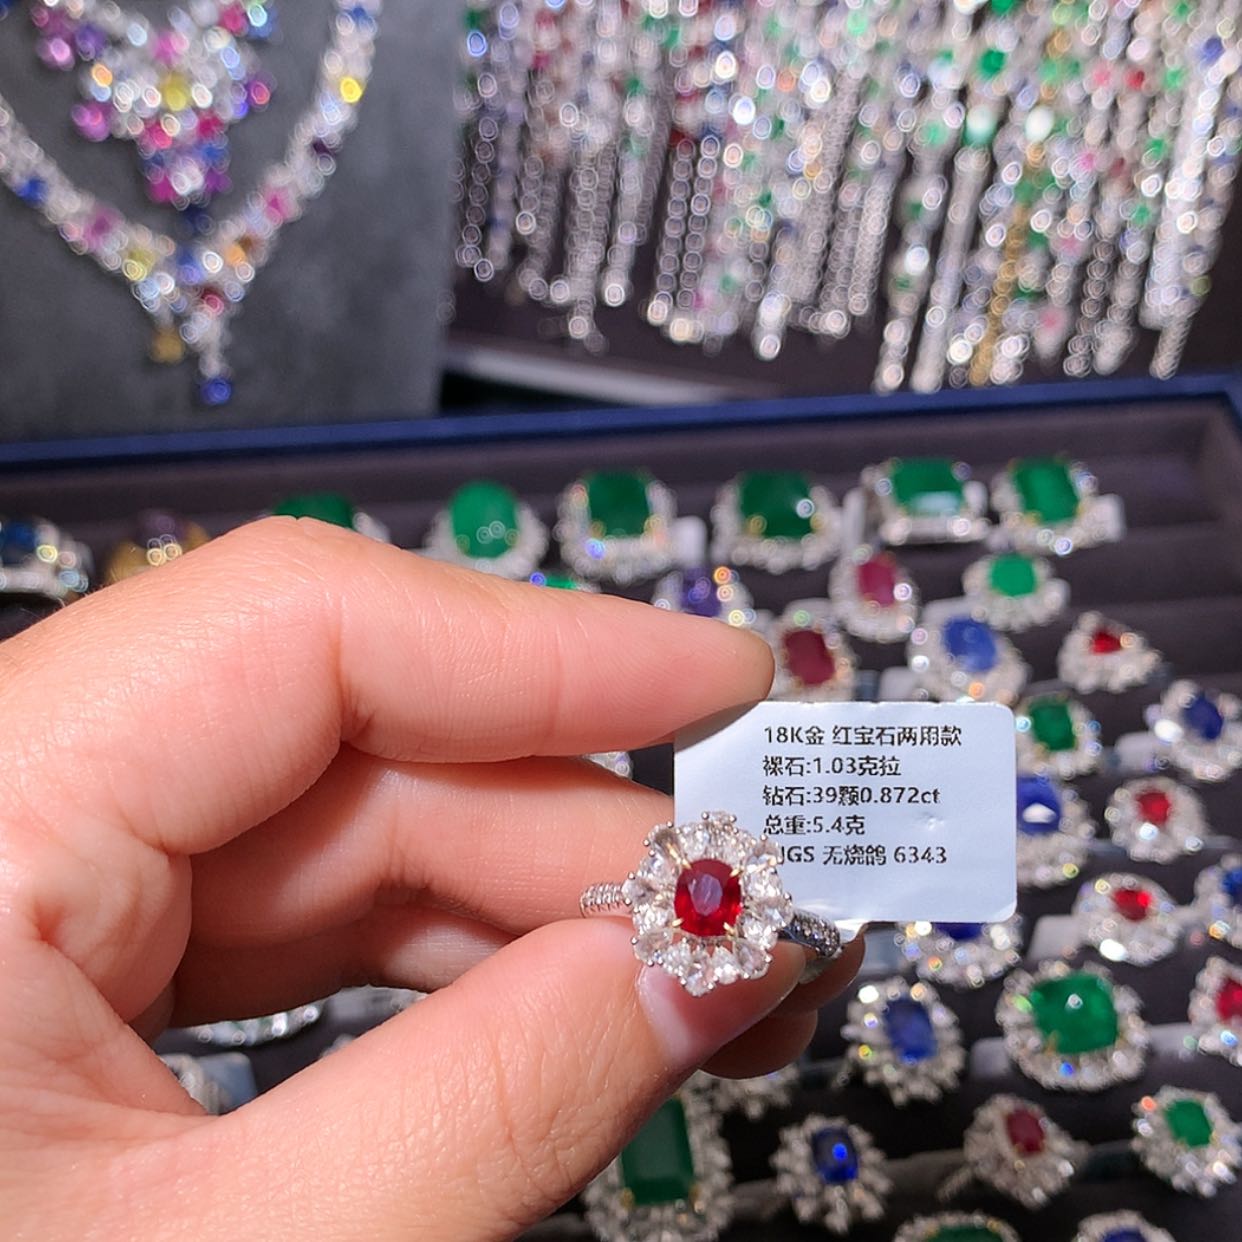 18K金 红宝石两用款
裸石:1.03克拉
钻石:39颗0.872ct
总重:5.4克
JGS 无烧鸽 6343